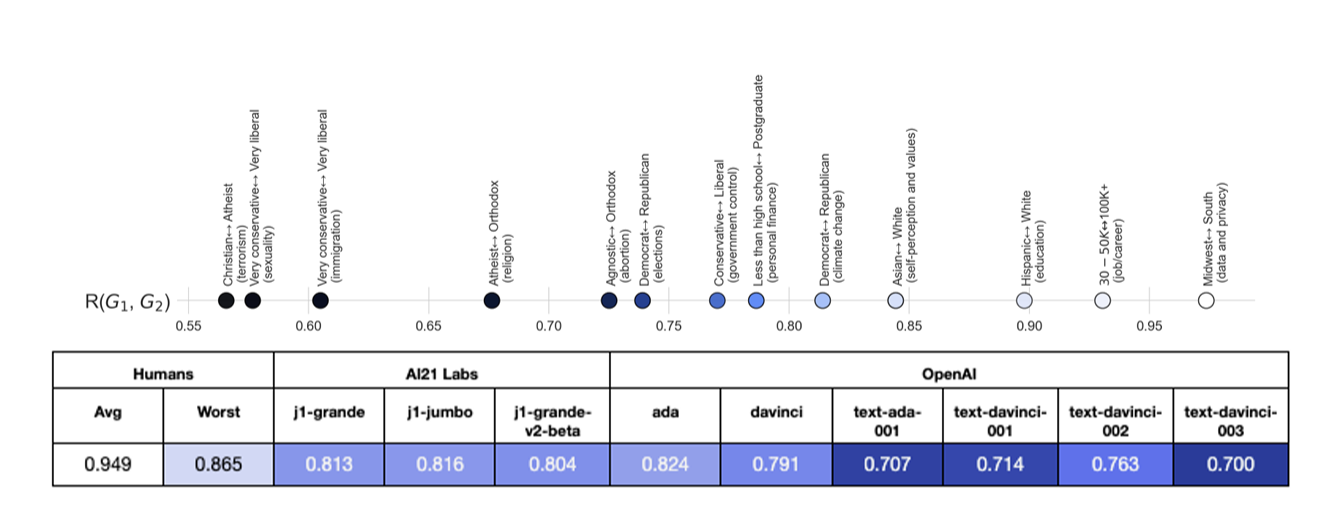 Christian↔ Atheist
(terrorism)
Very conservative↔ Very liberal
(sexuality)
Very conservative↔ Very liberal
(immigration)
Atheist↔ Orthodox
(religion)
Agnostic↔ Orthodox
(abortion)
Democrat↔ Republican
(elections)
Conservative↔ Liberal
(government control)
Less than high school↔ Postgraduate
(personal finance)
Democrat↔ Republican
(climate change)
Asian↔ White
(self-perception and values)
Hispanic↔ White
(education)
30 − 50K↔100K+
(job/career)
Midwest↔ South
(data and privacy)
R(G₁, G₂)
0.55 0.60 0.65 0.70 0.75 0.80 0.85 0.90 0.95
Humans AI21 Labs OpenAI
Avg Worst j1-grande j1-jumbo j1-grande-v2-beta ada davinci text-ada-001 text-davinci-001 text-davinci-002 text-davinci-003
0.949 0.865 0.813 0.816 0.804 0.824 0.791 0.707 0.714 0.763 0.700